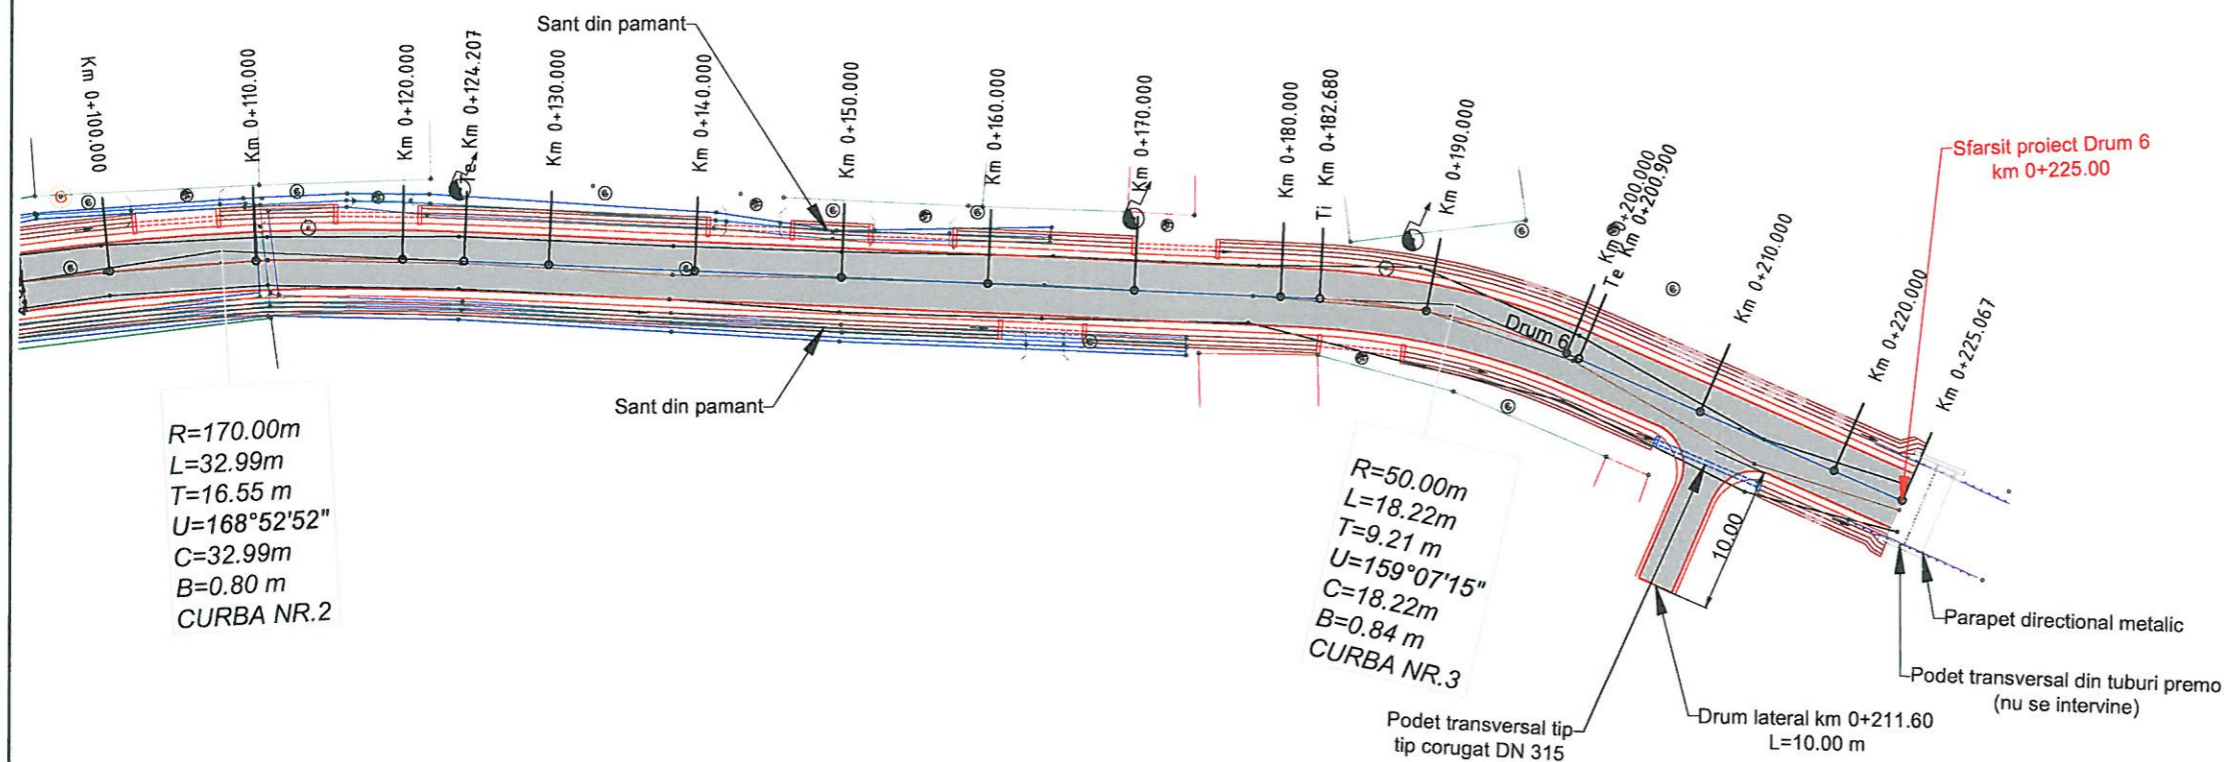 Sant din pamant
Km 0+100.000
Km 0+110.000
Km 0+120.000
Te Km 0+124.207
Km 0+130.000
Km 0+140.000
Km 0+150.000
Km 0+160.000
Km 0+170.000
Km 0+180.000
Ti Km 0+182.680
Km 0+190.000
Km 0+200.000
Te Km 0+200.900
Km 0+210.000
Km 0+220.000
Km 0+225.067
Sfarsit proiect Drum 6
km 0+225.00
Drum 6
Sant din pamant
R=170.00m
L=32.99m
T=16.55 m
U=168°52'52"
C=32.99m
B=0.80 m
CURBA NR.2
R=50.00m
L=18.22m
T=9.21 m
U=159°07'15"
C=18.22m
B=0.84 m
CURBA NR.3
10.00
Parapet directional metalic
Podet transversal din tuburi premo
(nu se intervine)
Drum lateral km 0+211.60
L=10.00 m
Podet transversal tip
tip corugat DN 315